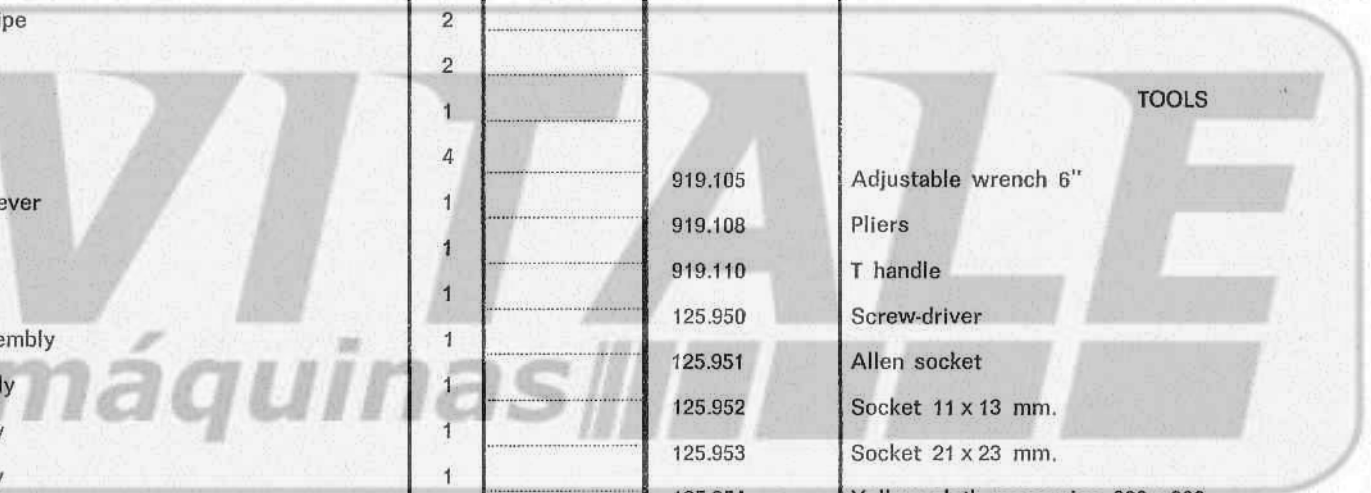 ipe 2
2
1
4
ever 1
1
1
embly 1
ly 1
y 1
y 1
TOOLS
919.105 Adjustable wrench 6"
919.108 Pliers
919.110 T handle
125.950 Screw-driver
125.951 Allen socket
125.952 Socket 11 x 13 mm.
125.953 Socket 21 x 23 mm.
VITALE
máquinas